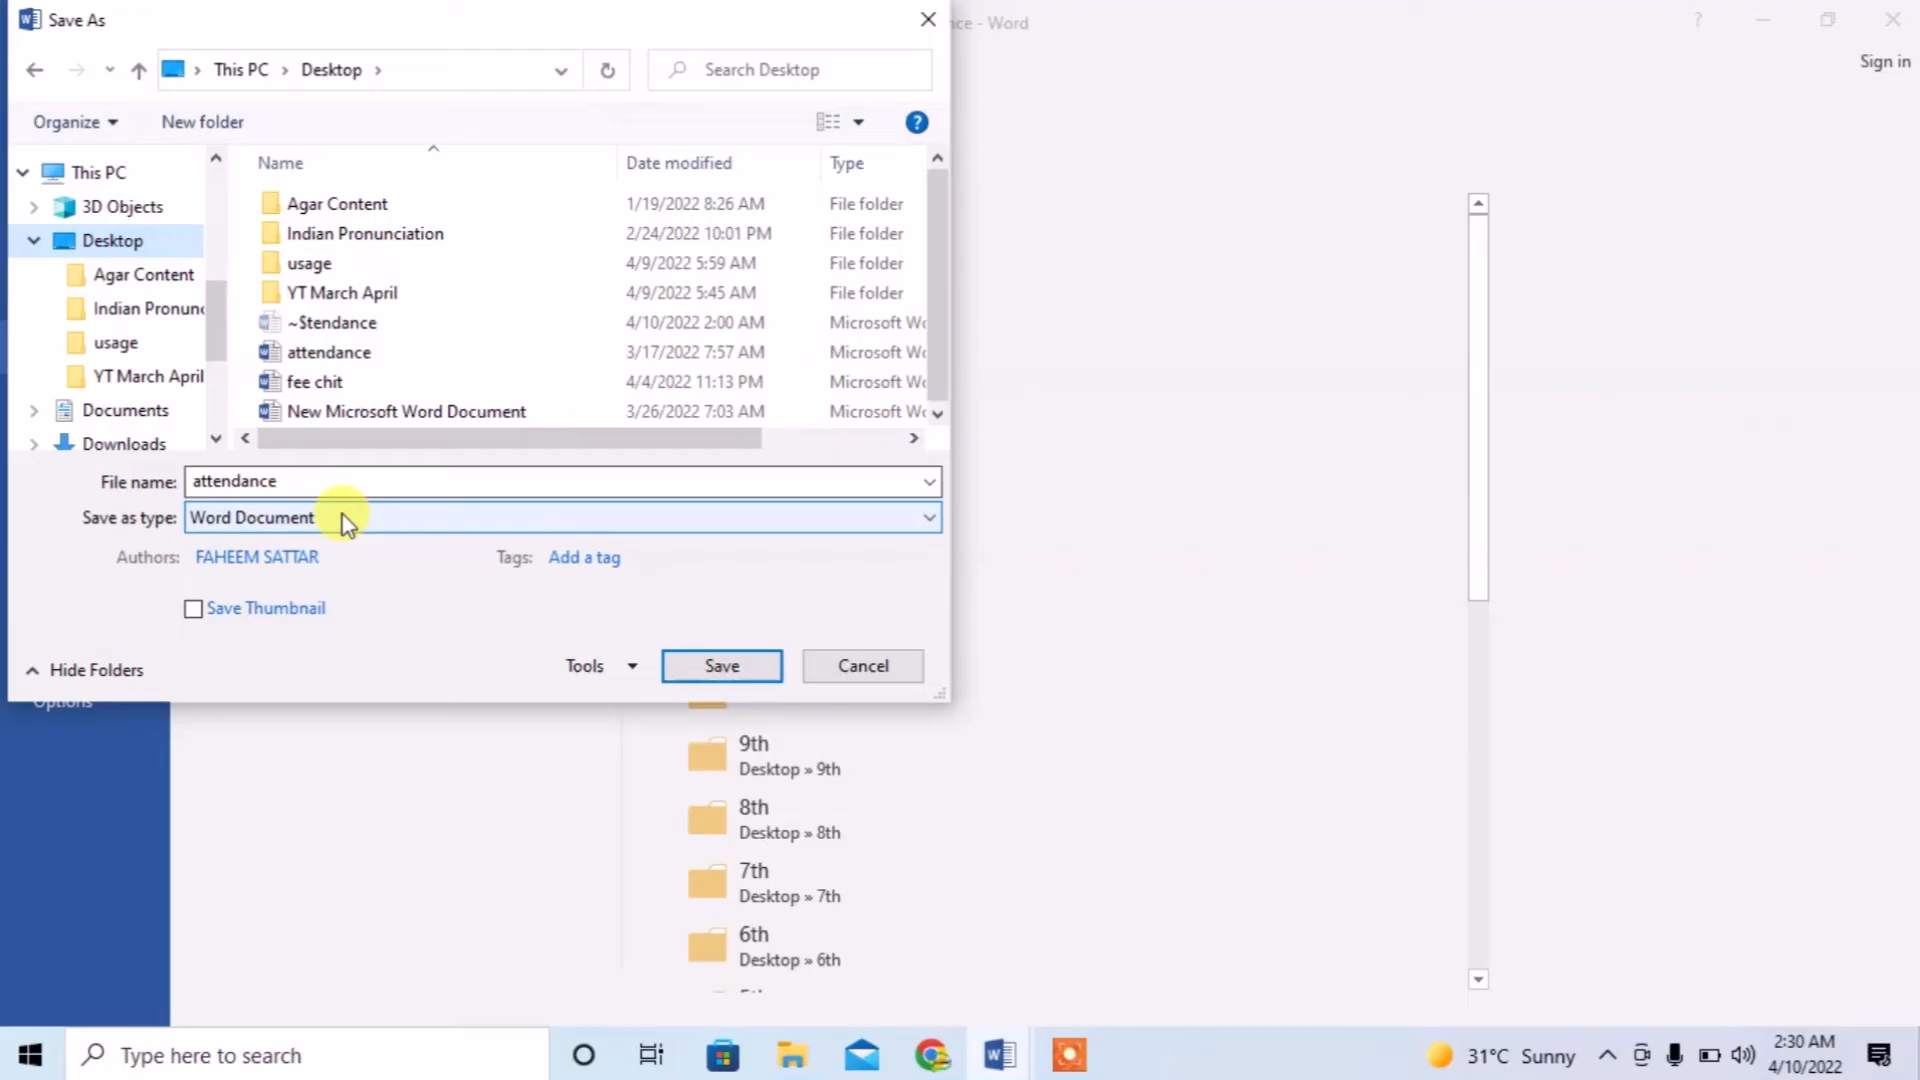 Save As
nce - Word
Sign in
This PC
Desktop
Search Desktop
Organize
New folder
Name
Date modified
Type
This PC
3D Objects
Desktop
Agar Content
Indian Pronunc
usage
YT March April
Documents
Downloads
Agar Content 1/19/2022 8:26 AM File folder
Indian Pronunciation 2/24/2022 10:01 PM File folder
usage 4/9/2022 5:59 AM File folder
YT March April 4/9/2022 5:45 AM File folder
~$tendance 4/10/2022 2:00 AM Microsoft Wo
attendance 3/17/2022 7:57 AM Microsoft Wo
fee chit 4/4/2022 11:13 PM Microsoft Wo
New Microsoft Word Document 3/26/2022 7:03 AM Microsoft Wo
File name: attendance
Save as type: Word Document
Authors: FAHEEM SATTAR
Tags: Add a tag
Save Thumbnail
Hide Folders
Tools
Save
Cancel
Options
9th
Desktop » 9th
8th
Desktop » 8th
7th
Desktop » 7th
6th
Desktop » 6th
Type here to search
31°C Sunny
2:30 AM
4/10/2022